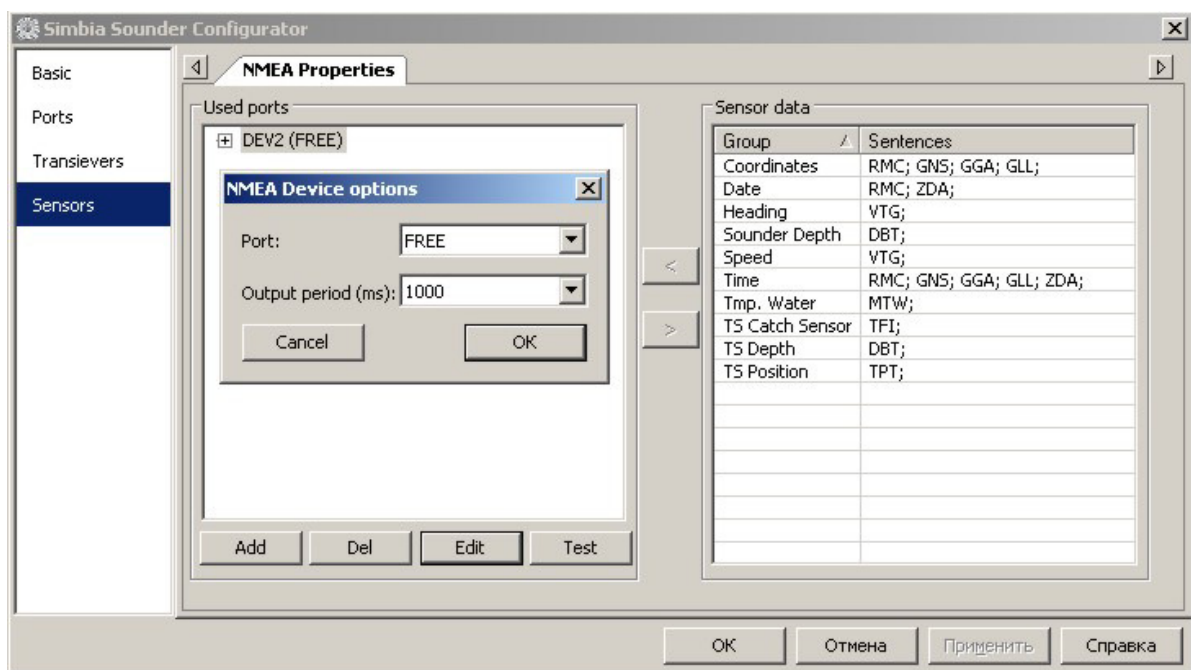 Simbia Sounder Configurator
Basic
Ports
Transievers
Sensors
NMEA Properties
Used ports
DEV2 (FREE)
NMEA Device options
Port: FREE
Output period (ms): 1000
Cancel OK
Add Del Edit Test
< 
>
Sensor data
Group Sentences
Coordinates RMC; GNS; GGA; GLL;
Date RMC; ZDA;
Heading VTG;
Sounder Depth DBT;
Speed VTG;
Time RMC; GNS; GGA; GLL; ZDA;
Tmp. Water MTW;
TS Catch Sensor TFI;
TS Depth DBT;
TS Position TPT;
OK Отмена Применить Справка